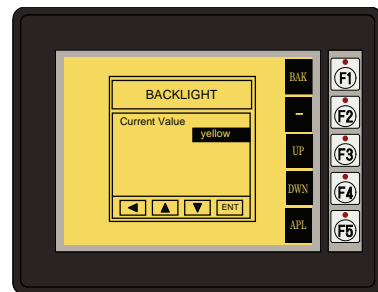 BACKLIGHT
Current Value
yellow
ENT
BAK
–
UP
DWN
APL
F1
F2
F3
F4
F5